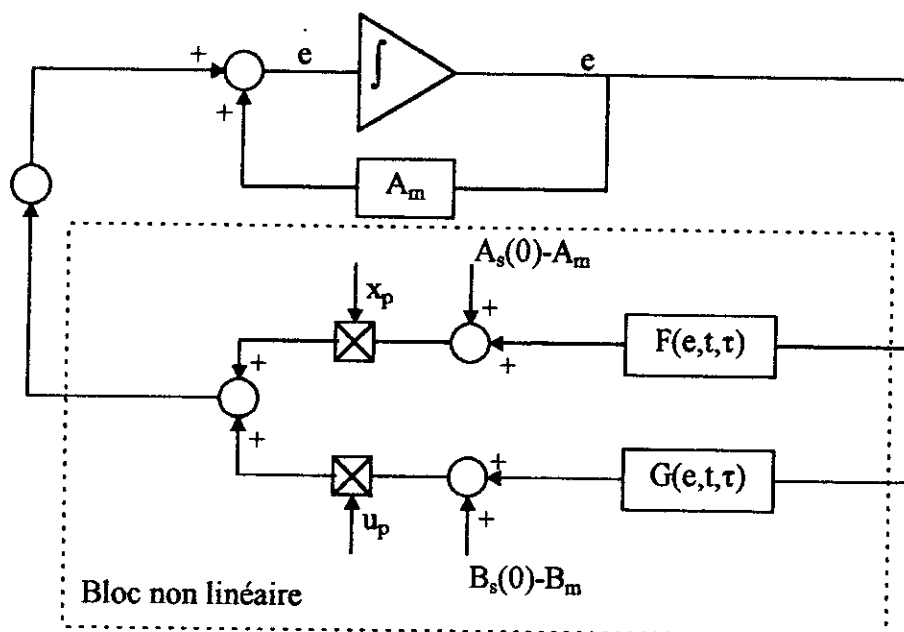 + e ∫ e
+
A_m
A_s(0)-A_m
x_p +
+ + F(e,t,τ)
+ + G(e,t,τ)
u_p +
B_s(0)-B_m
Bloc non linéaire